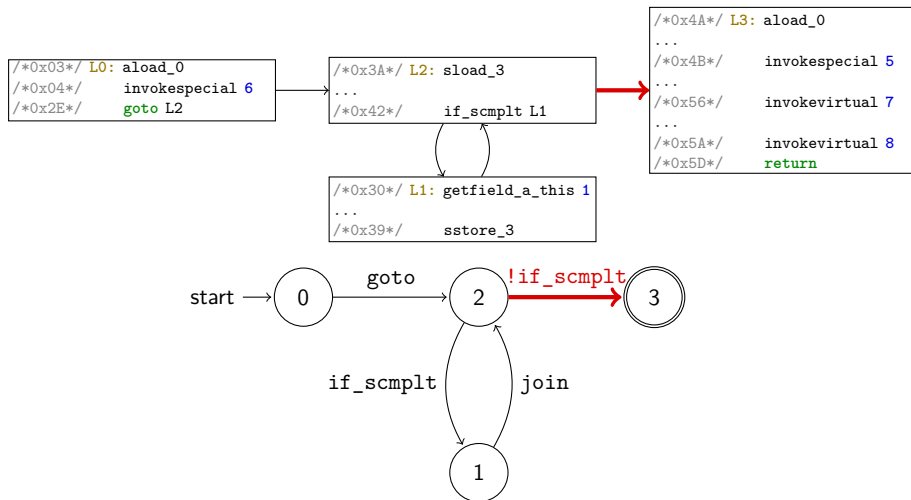 /*0x03*/ L0: aload_0
/*0x04*/ invokespecial 6
/*0x2E*/ goto L2
/*0x3A*/ L2: sload_3
...
/*0x42*/ if_scmplt L1
/*0x4A*/ L3: aload_0
...
/*0x4B*/ invokespecial 5
...
/*0x56*/ invokevirtual 7
...
/*0x5A*/ invokevirtual 8
/*0x5D*/ return
/*0x30*/ L1: getfield_a_this 1
...
/*0x39*/ sstore_3
start
0
goto
2
!if_scmplt
3
if_scmplt
join
1